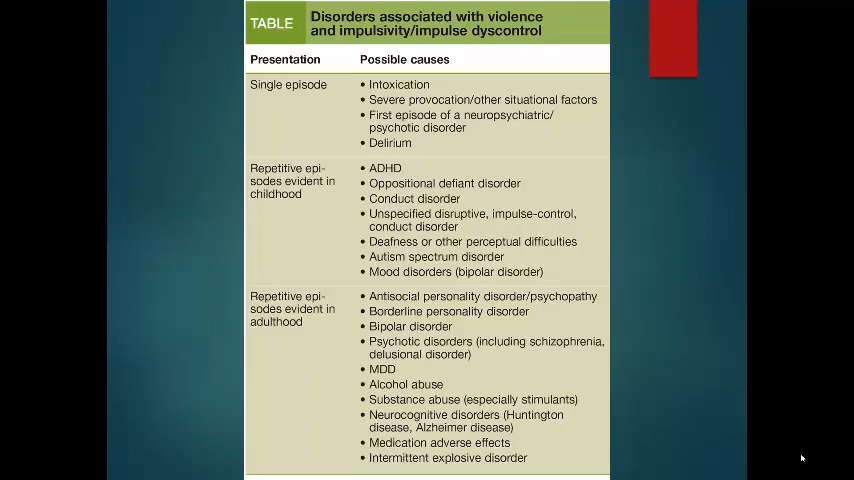 TABLE
Disorders associated with violence
and impulsivity/impulse dyscontrol
Presentation
Possible causes
Single episode
• Intoxication
• Severe provocation/other situational factors
• First episode of a neuropsychiatric/
psychotic disorder
• Delirium
Repetitive epi-
sodes evident in
childhood
• ADHD
• Oppositional defiant disorder
• Conduct disorder
• Unspecified disruptive, impulse-control,
conduct disorder
• Deafness or other perceptual difficulties
• Autism spectrum disorder
• Mood disorders (bipolar disorder)
Repetitive epi-
sodes evident in
adulthood
• Antisocial personality disorder/psychopathy
• Borderline personality disorder
• Bipolar disorder
• Psychotic disorders (including schizophrenia,
delusional disorder)
• MDD
• Alcohol abuse
• Substance abuse (especially stimulants)
• Neurocognitive disorders (Huntington
disease, Alzheimer disease)
• Medication adverse effects
• Intermittent explosive disorder